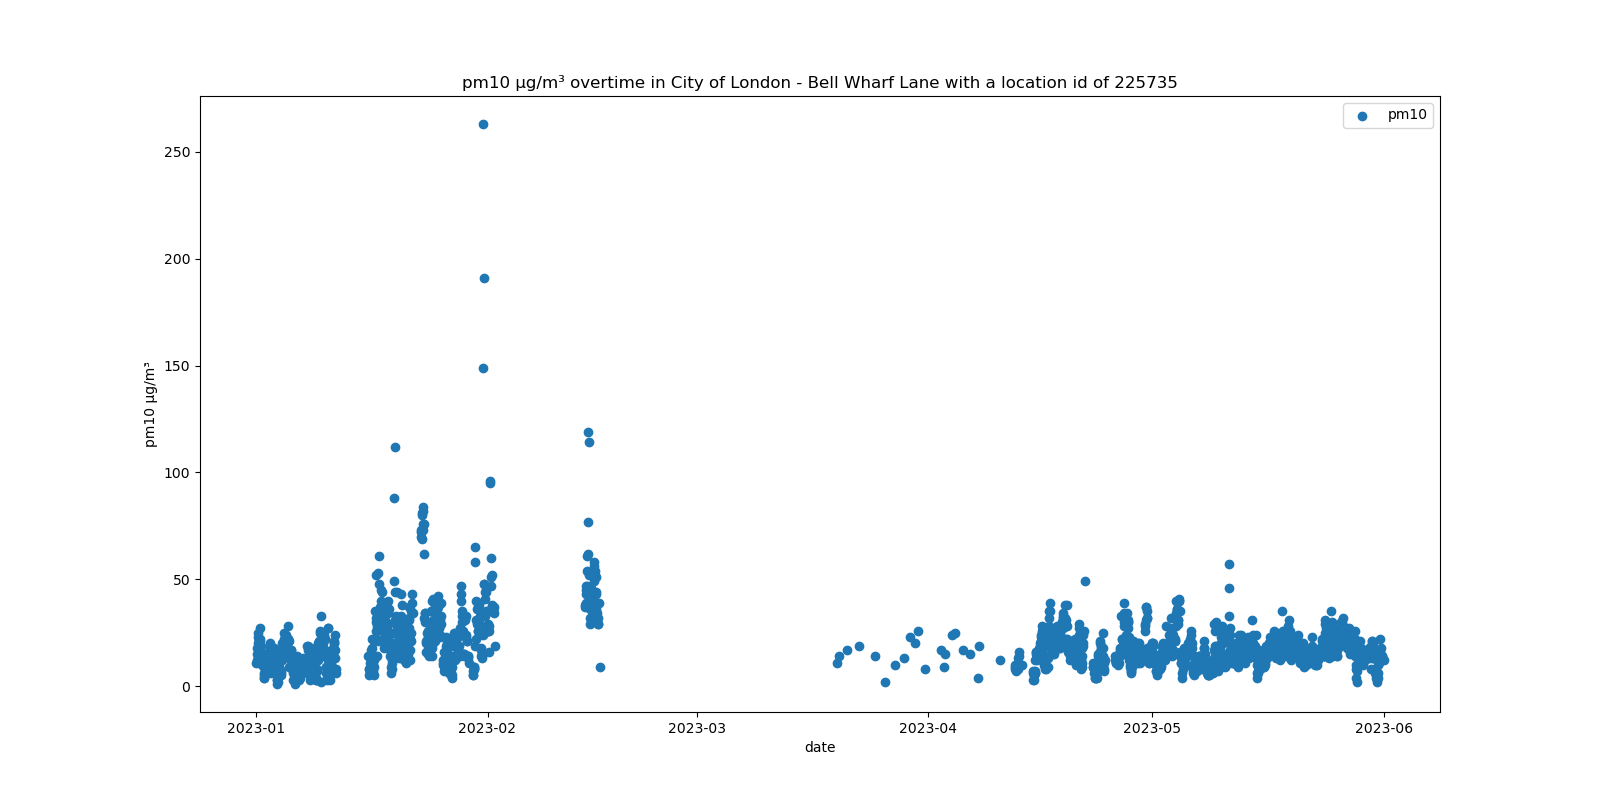 pm10 µg/m³ overtime in City of London - Bell Wharf Lane with a location id of 225735
pm10
250
200
150
100
50
0
pm10 µg/m³
2023-01 2023-02 2023-03 2023-04 2023-05 2023-06
date